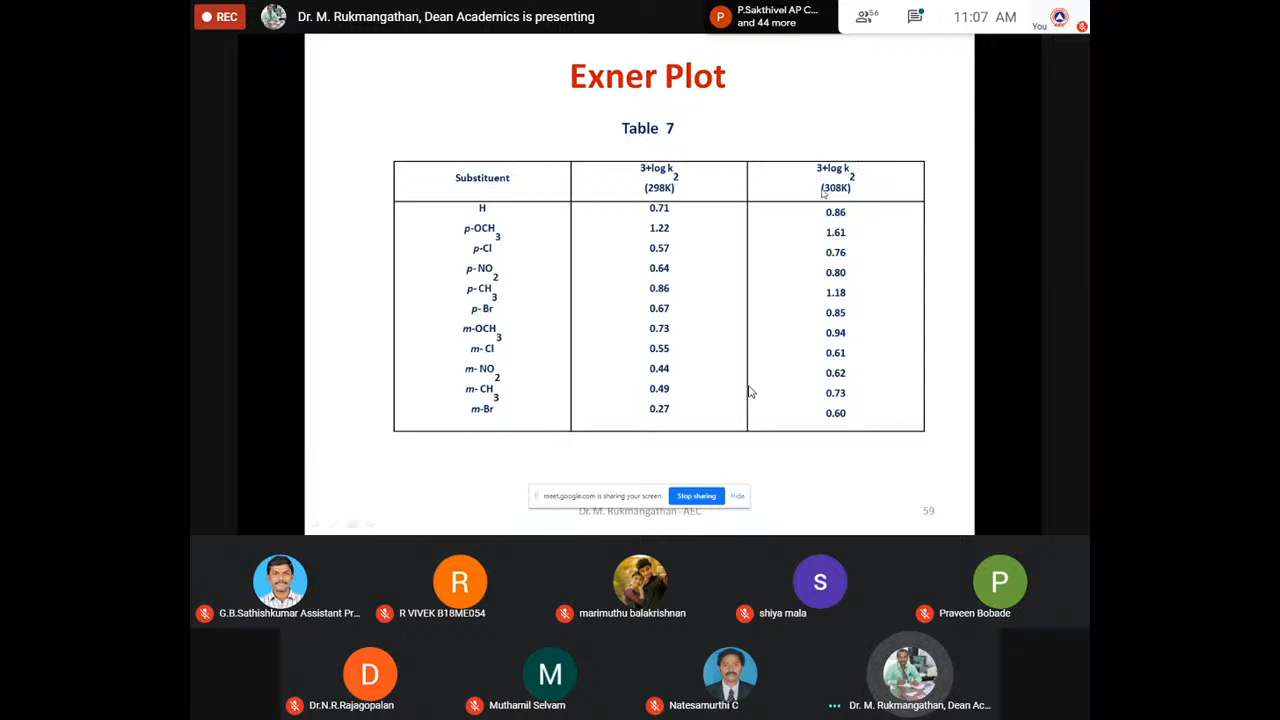 REC Dr. M. Rukmangathan, Dean Academics is presenting
P P.Sakthivel AP C...
and 44 more
56
11:07 AM
You
Exner Plot
Table 7
Substituent 3+log k2 (298K) 3+log k2 (308K)
H 0.71 0.86
p-OCH3 1.22 1.61
p-Cl 0.57 0.76
p- NO2 0.64 0.80
p- CH3 0.86 1.18
p- Br 0.67 0.85
m-OCH3 0.73 0.94
m- Cl 0.55 0.61
m- NO2 0.44 0.62
m- CH3 0.49 0.73
m-Br 0.27 0.60
meet.google.com is sharing your screen. Stop sharing Hide
Dr. M. Rukmangathan - AEC 59
R S P
G.B.Sathishkumar Assistant Pr... R VIVEK B18ME054 marimuthu balakrishnan shiya mala Praveen Bobade
D M
Dr.N.R.Rajagopalan Muthamil Selvam Natesamurthi C Dr. M. Rukmangathan, Dean Ac...